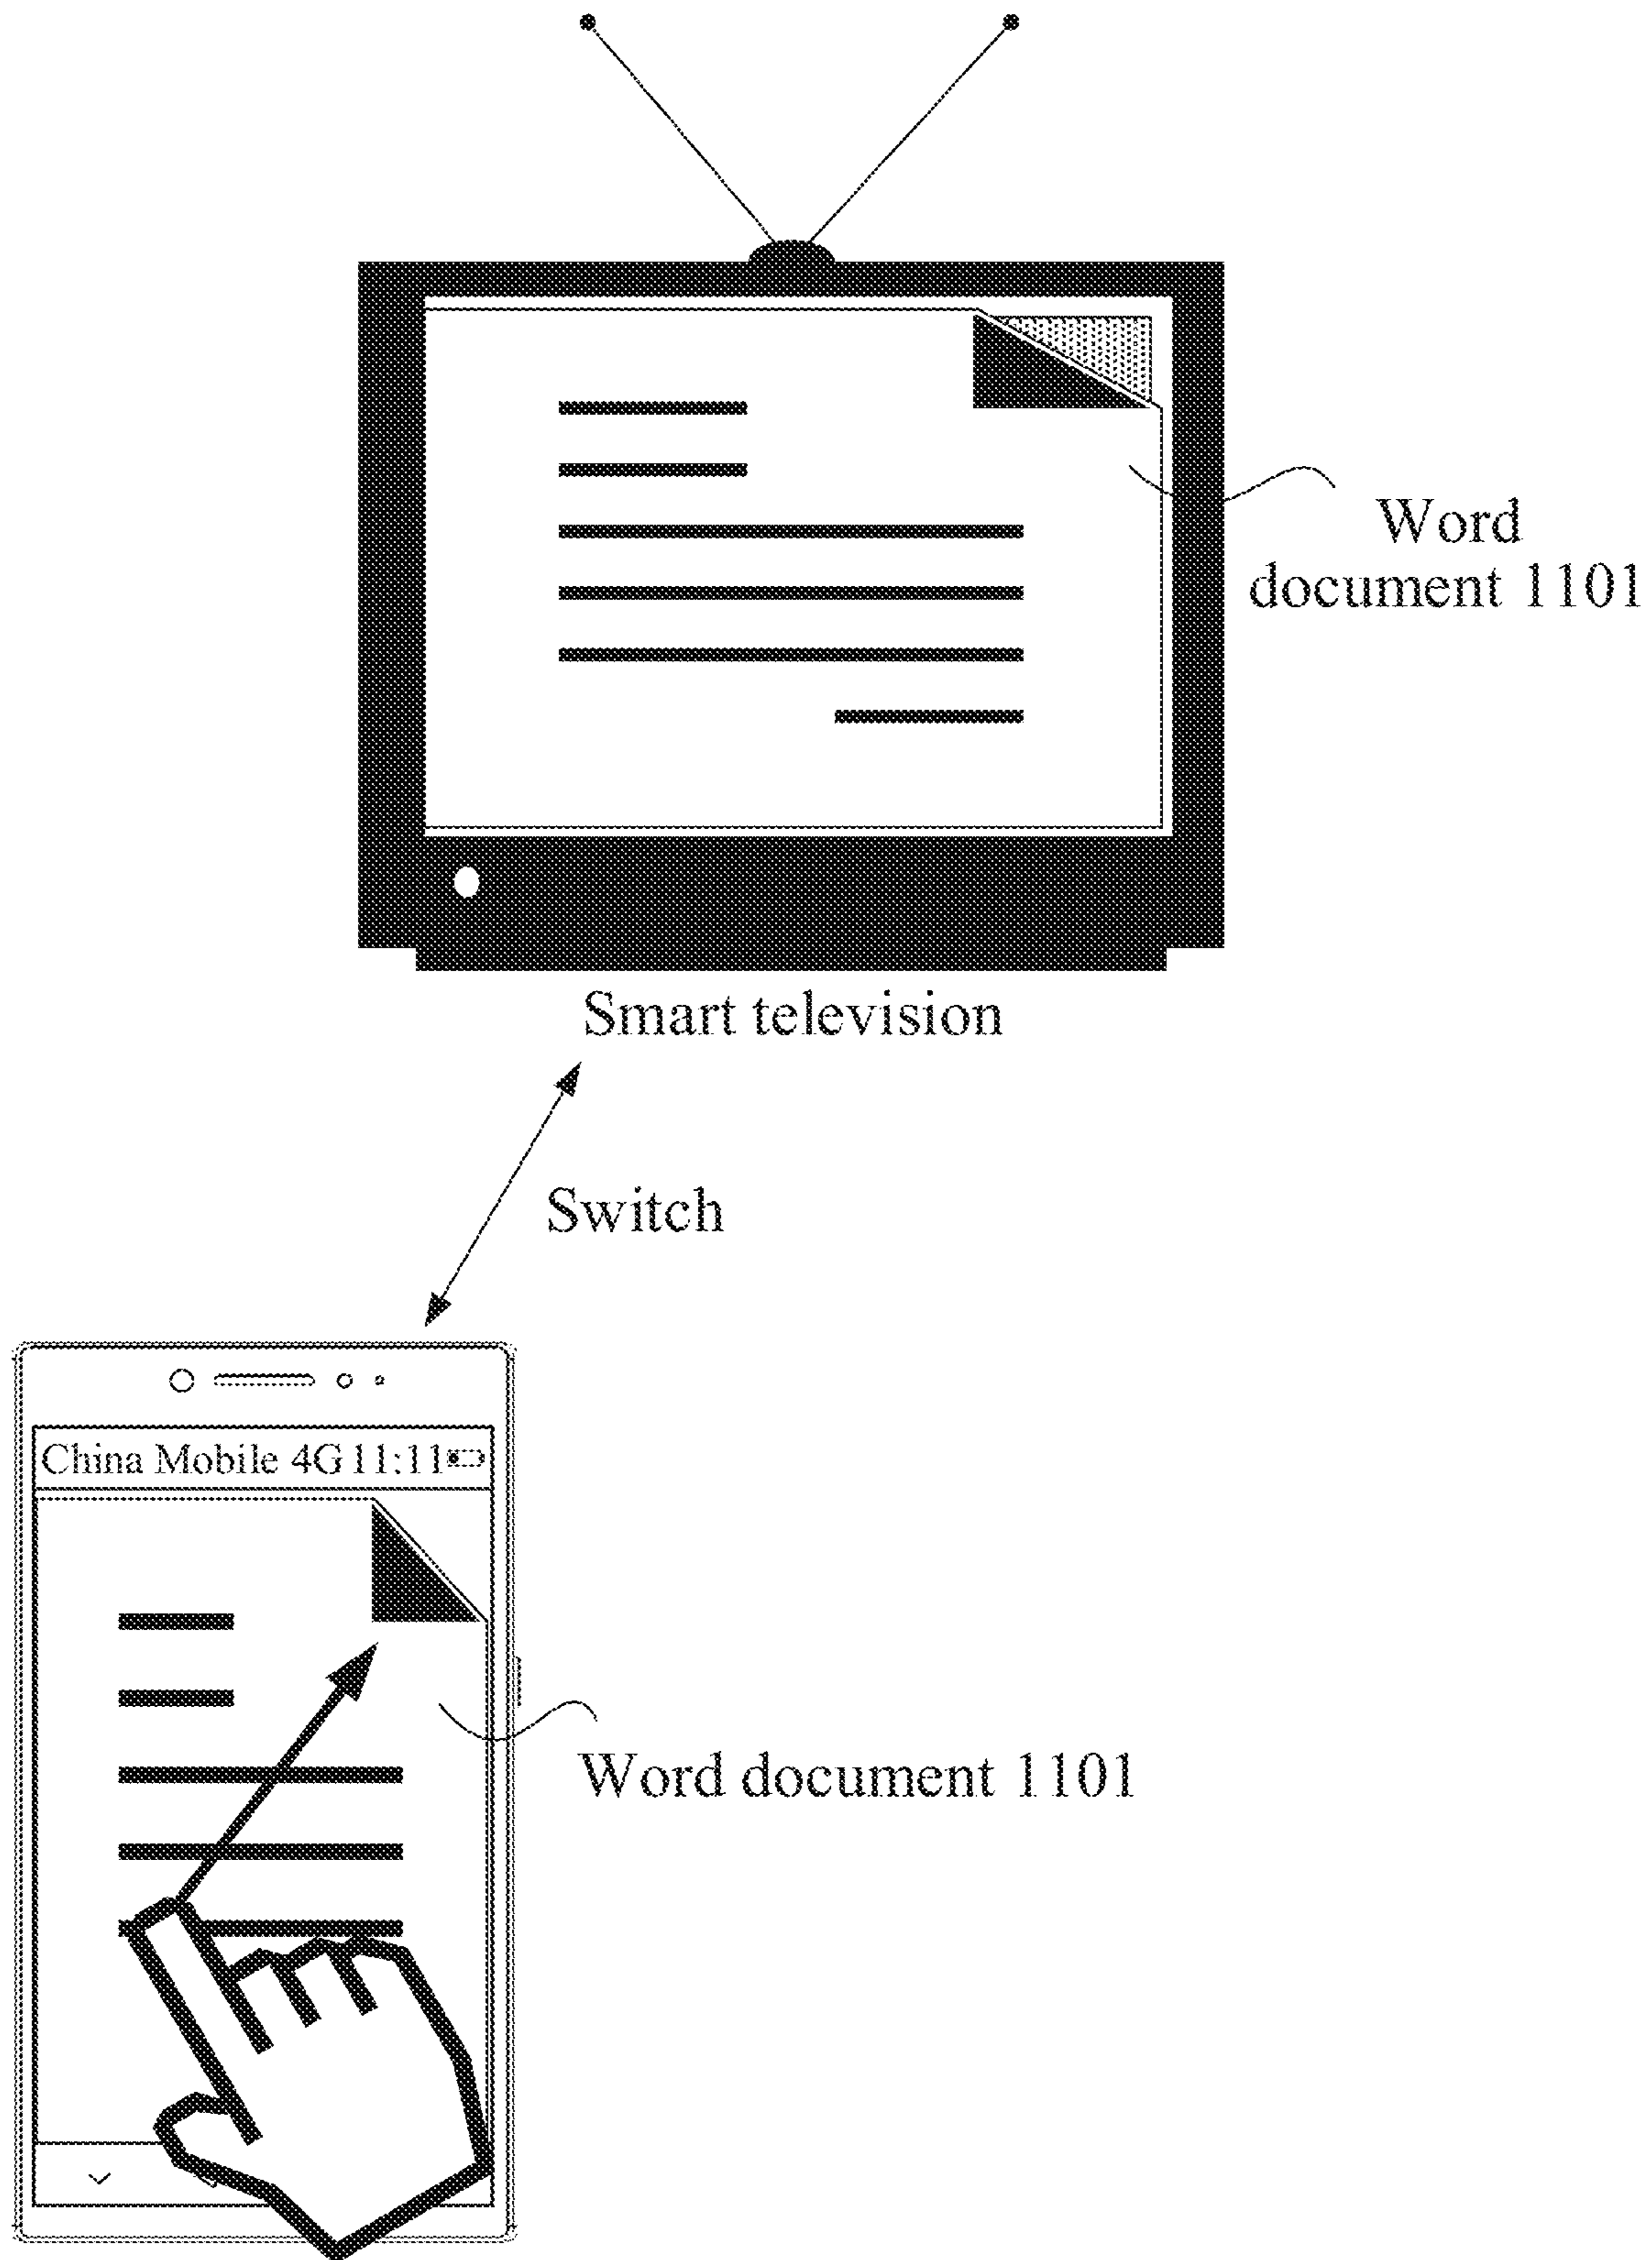 Word
document 1101
Smart television
Switch
China Mobile 4G 11:11
Word document 1101